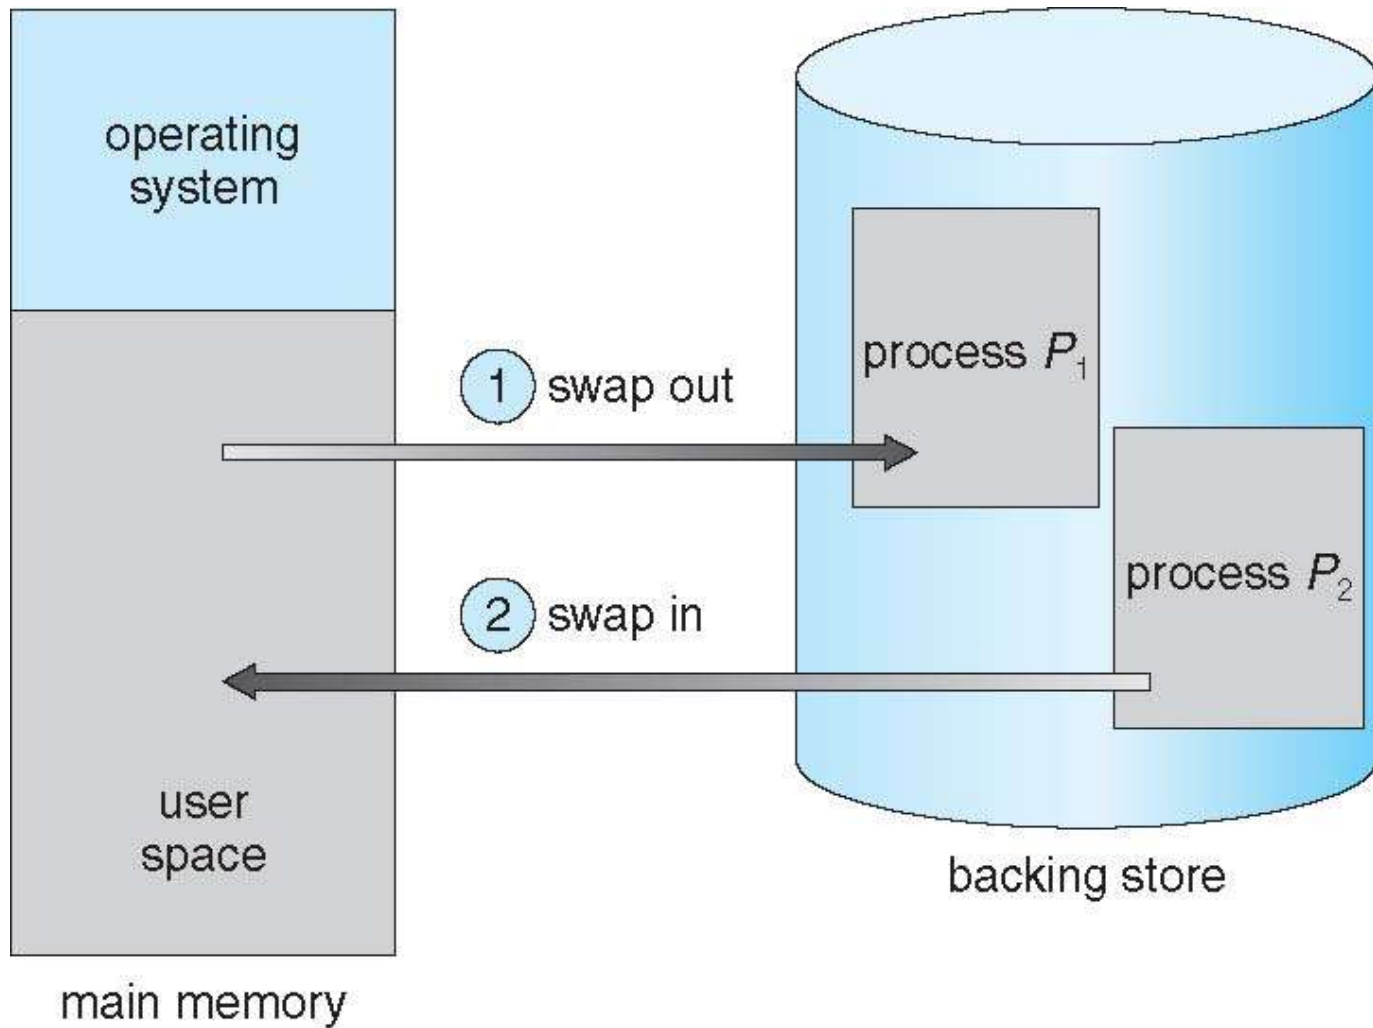 operating
system
process P₁
1 swap out
process P₂
2 swap in
user
space
backing store
main memory